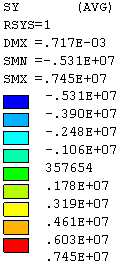 SY (AVG)
RSYS=1
DMX =.717E-03
SMN =-.531E+07
SMX =.745E+07
-.531E+07
-.390E+07
-.248E+07
-.106E+07
357654
.178E+07
.319E+07
.461E+07
.603E+07
.745E+07